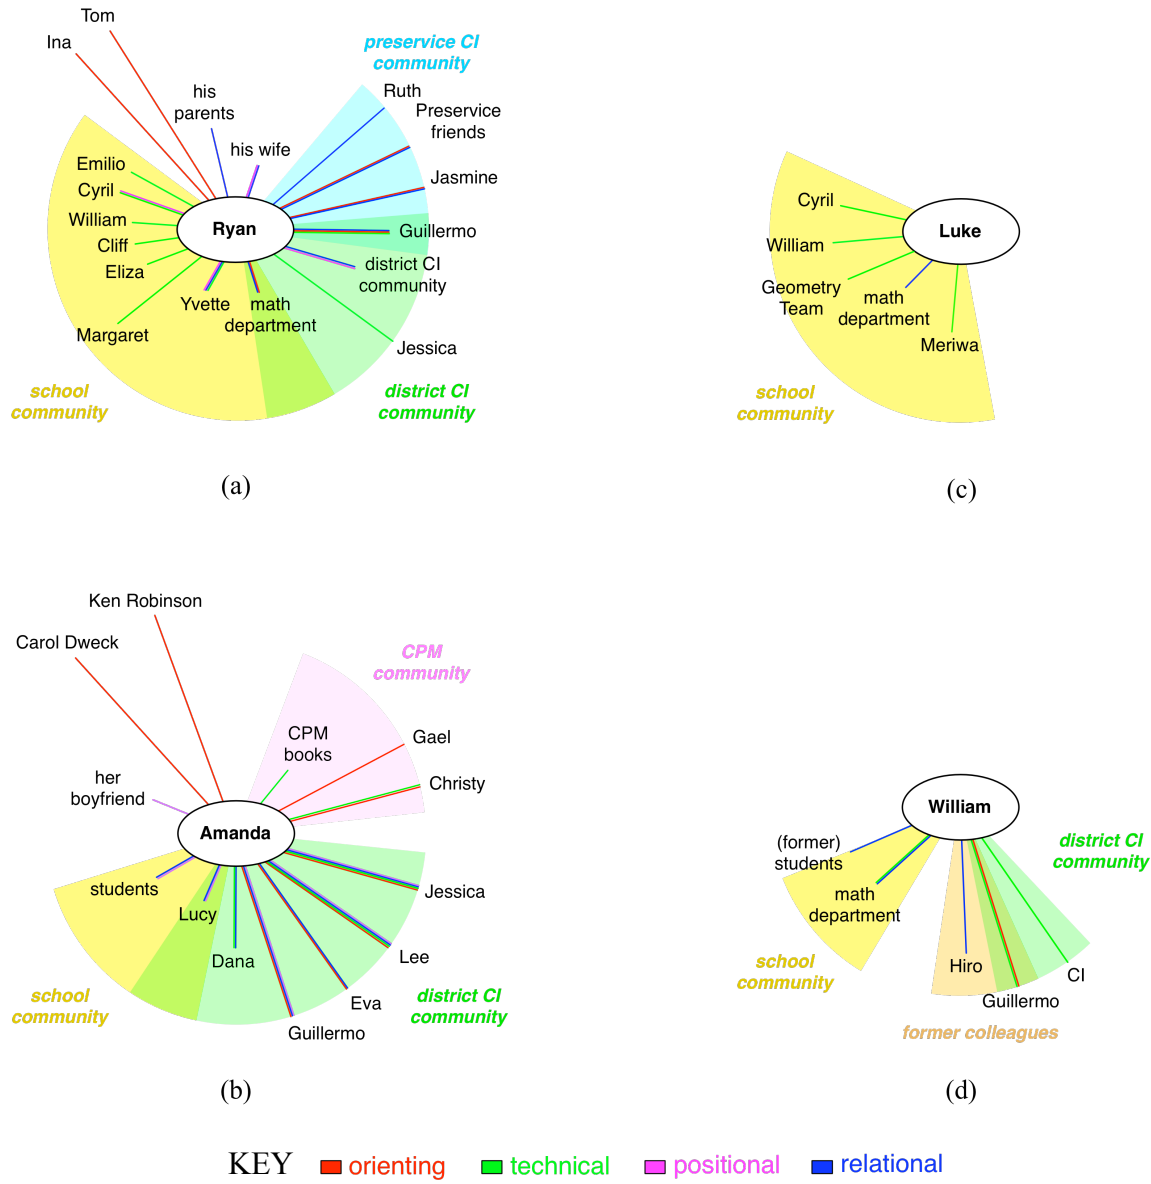 Tom
Ina
his
parents
his wife
preservice CI
community
Ruth
Preservice
friends
Jasmine
Emilio
Cyril
William
Cliff
Eliza
Ryan
Guillermo
district CI
community
Yvette
math
department
Margaret
Jessica
school
community
district CI
community
(a)
Cyril
William
Luke
Geometry
Team
math
department
Meriwa
school
community
(c)
Ken Robinson
Carol Dweck
CPM
community
CPM
books
Gael
her
boyfriend
Christy
Amanda
students
Lucy
Jessica
Dana
Lee
Eva
Guillermo
school
community
district CI
community
(b)
William
(former)
students
math
department
district CI
community
Hiro
CI
Guillermo
school
community
former colleagues
(d)
KEY orienting technical positional relational